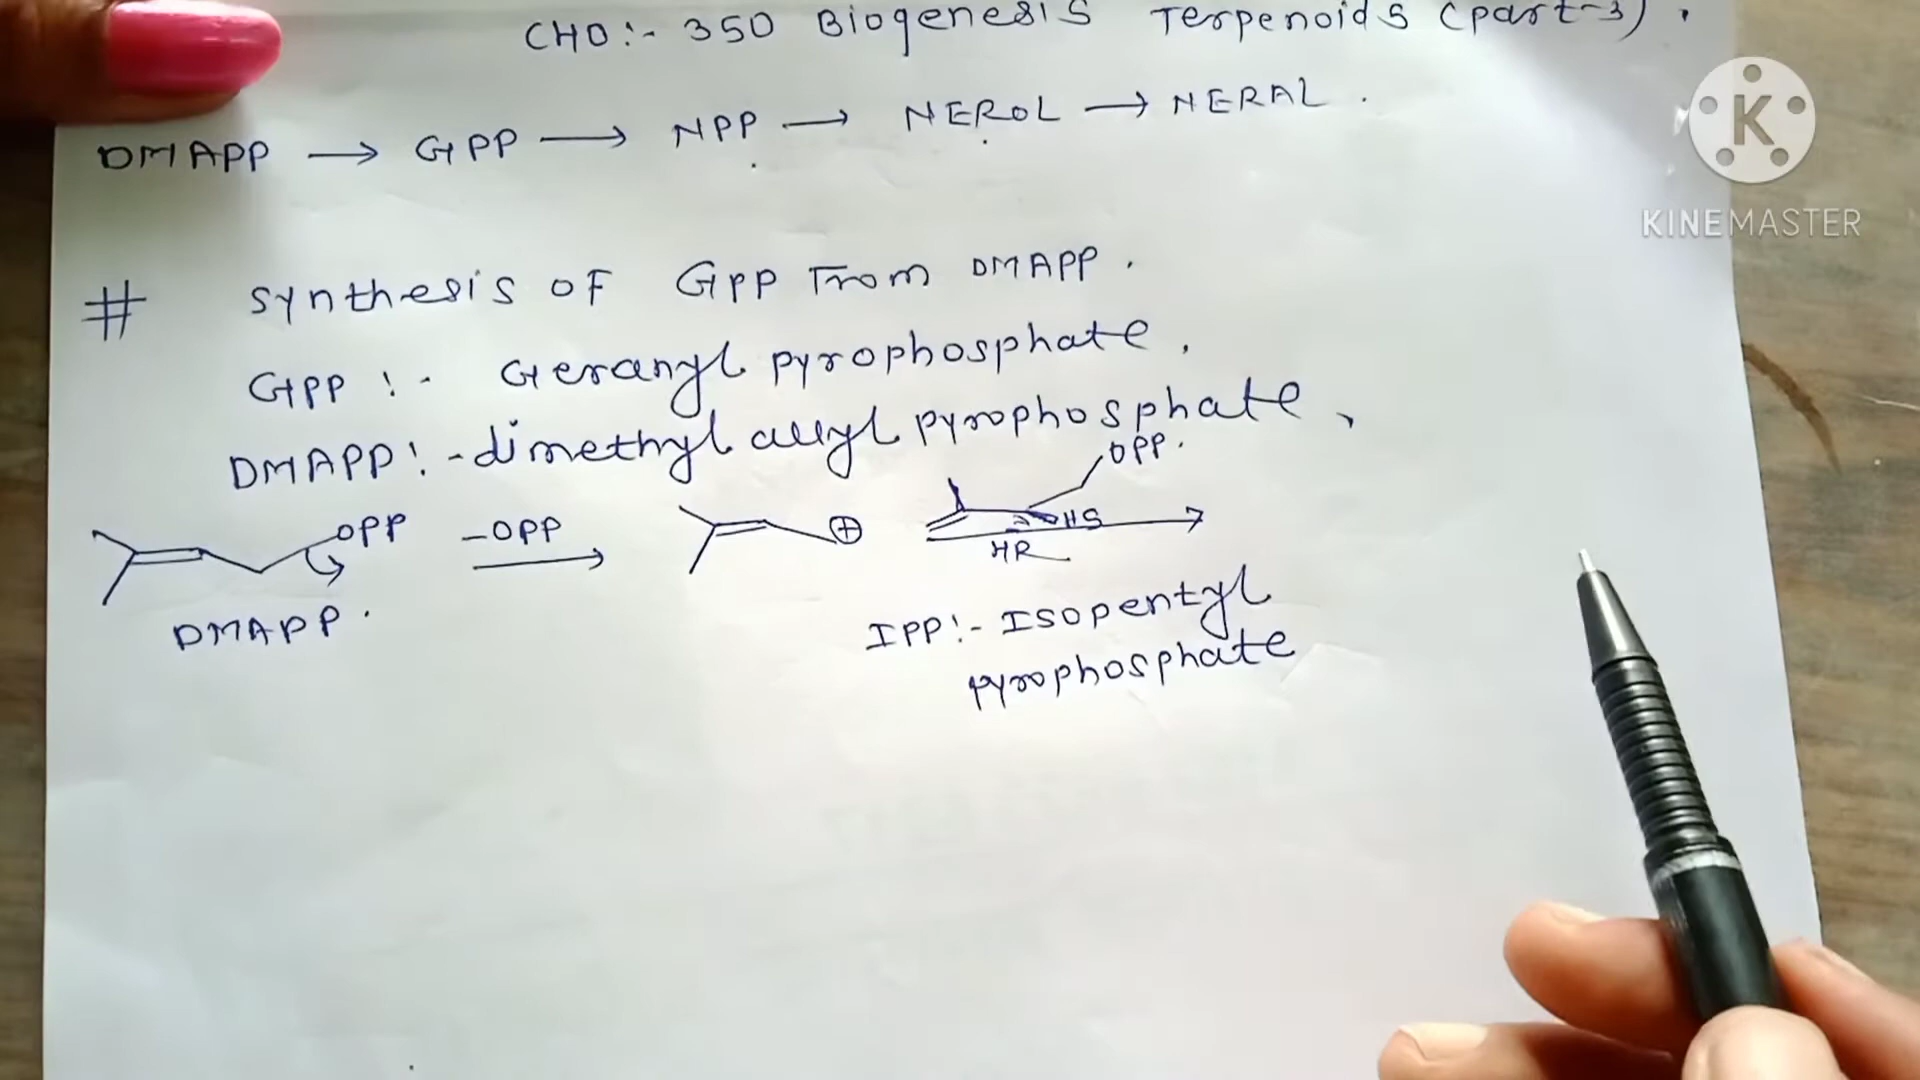 CHO:- 350 Biogenesis Terpenoids (part-3).
DMAPP → GPP → NPP → NEROL → NERAL.
# synthesis of GPP From DMAPP.
GPP :- Geranyl pyrophosphate.
DMAPP :- dimethyl allyl pyrophosphate,
OPP -OPP ⊕ OPP.
HS
HR
DMAPP.
IPP:- Isopentyl
pyrophosphate
K
KINEMASTER